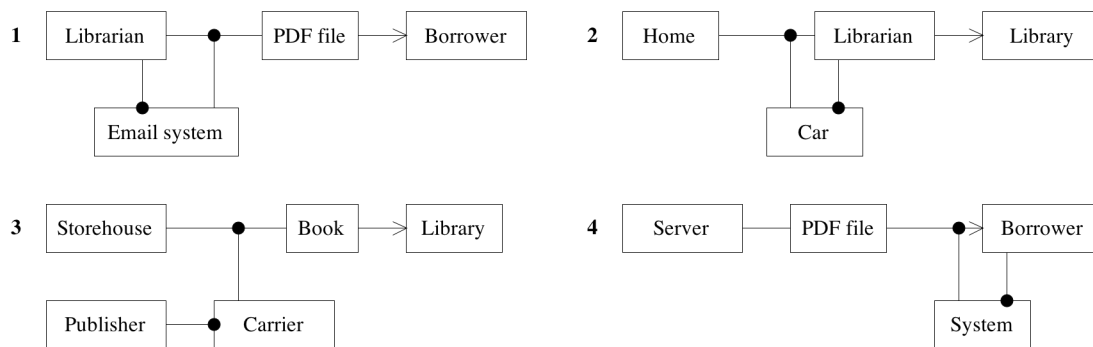 1 Librarian PDF file Borrower
Email system
2 Home Librarian Library
Car
3 Storehouse Book Library
Publisher Carrier
4 Server PDF file Borrower
System